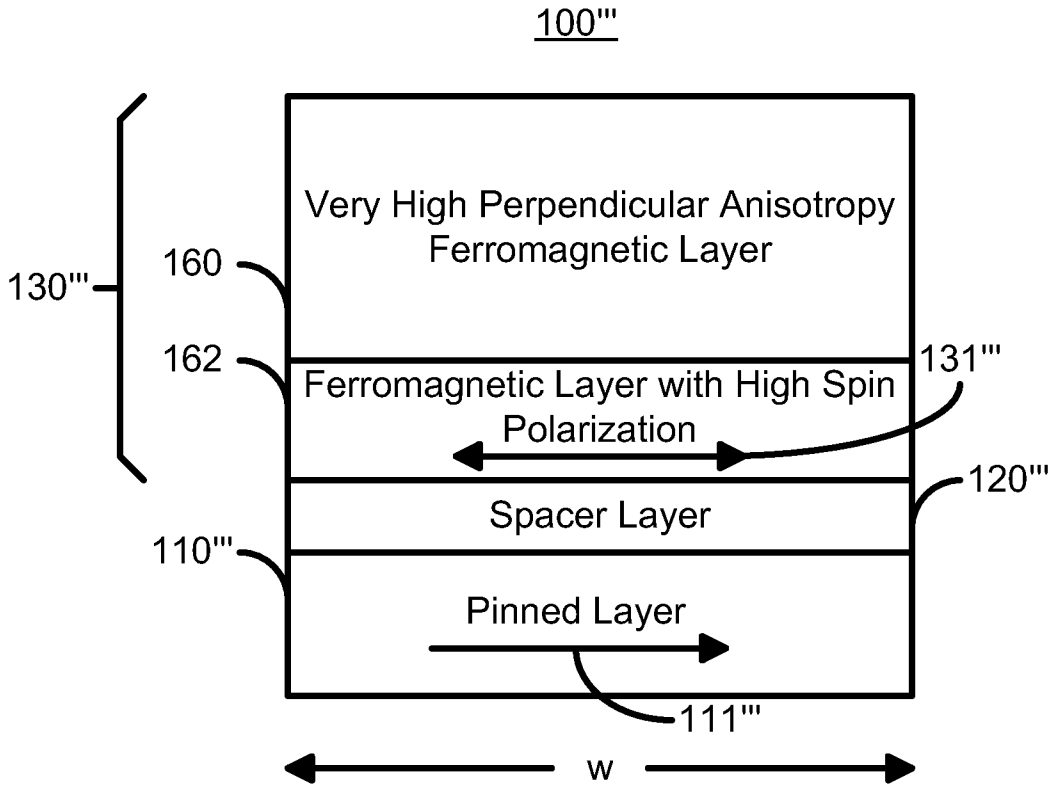 100'''
Very High Perpendicular Anisotropy
Ferromagnetic Layer
160
130'''
162
131'''
Ferromagnetic Layer with High Spin
Polarization
120'''
Spacer Layer
110'''
Pinned Layer
111'''
w